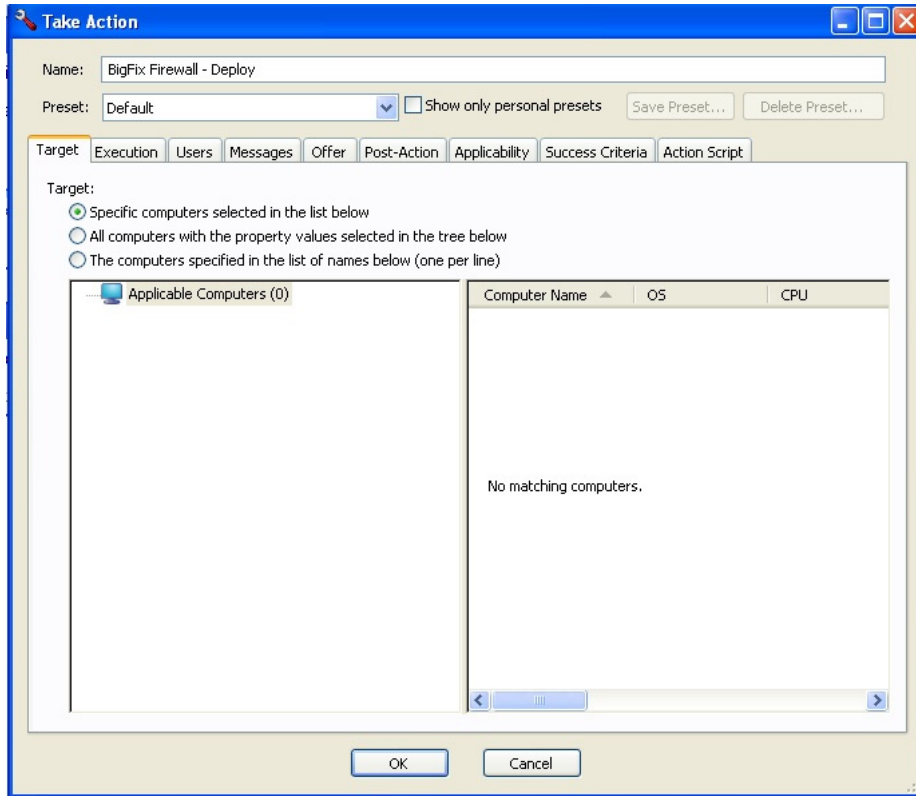 Take Action
Name: BigFix Firewall - Deploy
Preset: Default Show only personal presets Save Preset... Delete Preset...
Target Execution Users Messages Offer Post-Action Applicability Success Criteria Action Script
Target:
Specific computers selected in the list below
All computers with the property values selected in the tree below
The computers specified in the list of names below (one per line)
Applicable Computers (0) Computer Name OS CPU
No matching computers.
OK Cancel